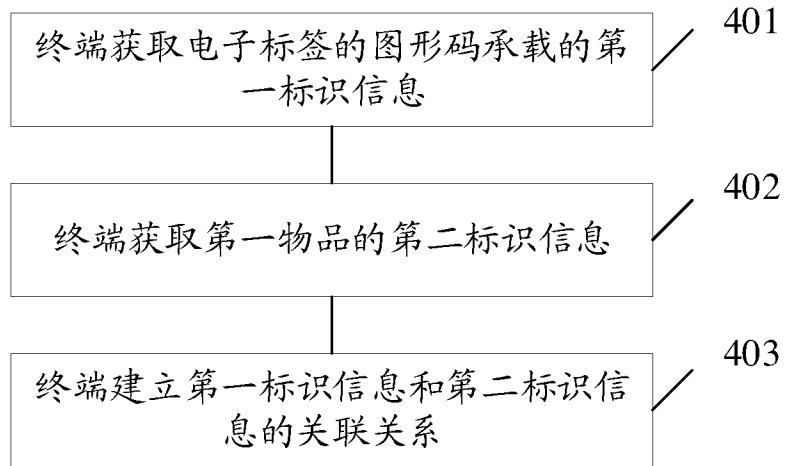 终端获取电子标签的图形码承载的第
一标识信息
401
终端获取第一物品的第二标识信息
402
终端建立第一标识信息和第二标识信
息的关联关系
403